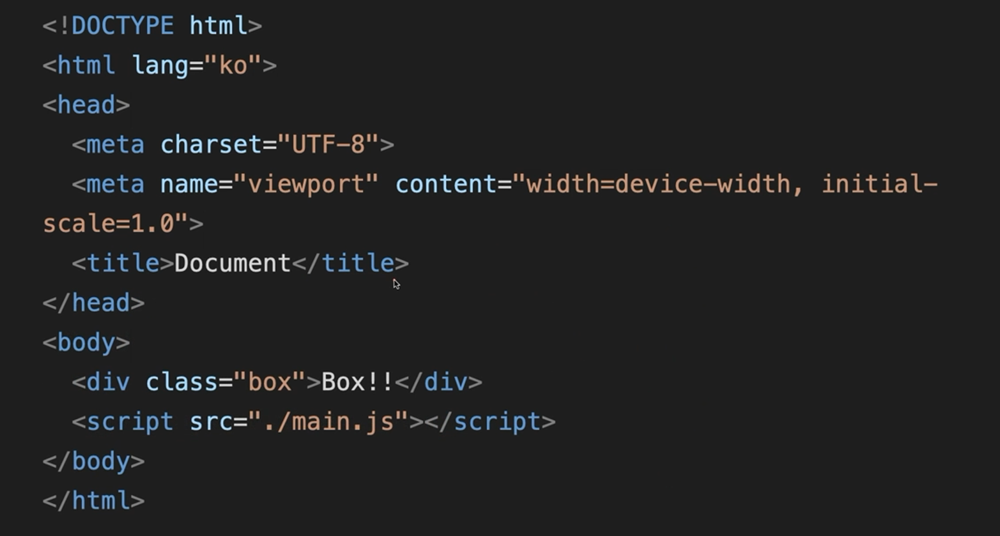 <!DOCTYPE html>
<html lang="ko">
<head>
  <meta charset="UTF-8">
  <meta name="viewport" content="width=device-width, initial-
scale=1.0">
  <title>Document</title>
</head>
<body>
  <div class="box">Box!!</div>
  <script src="./main.js"></script>
</body>
</html>